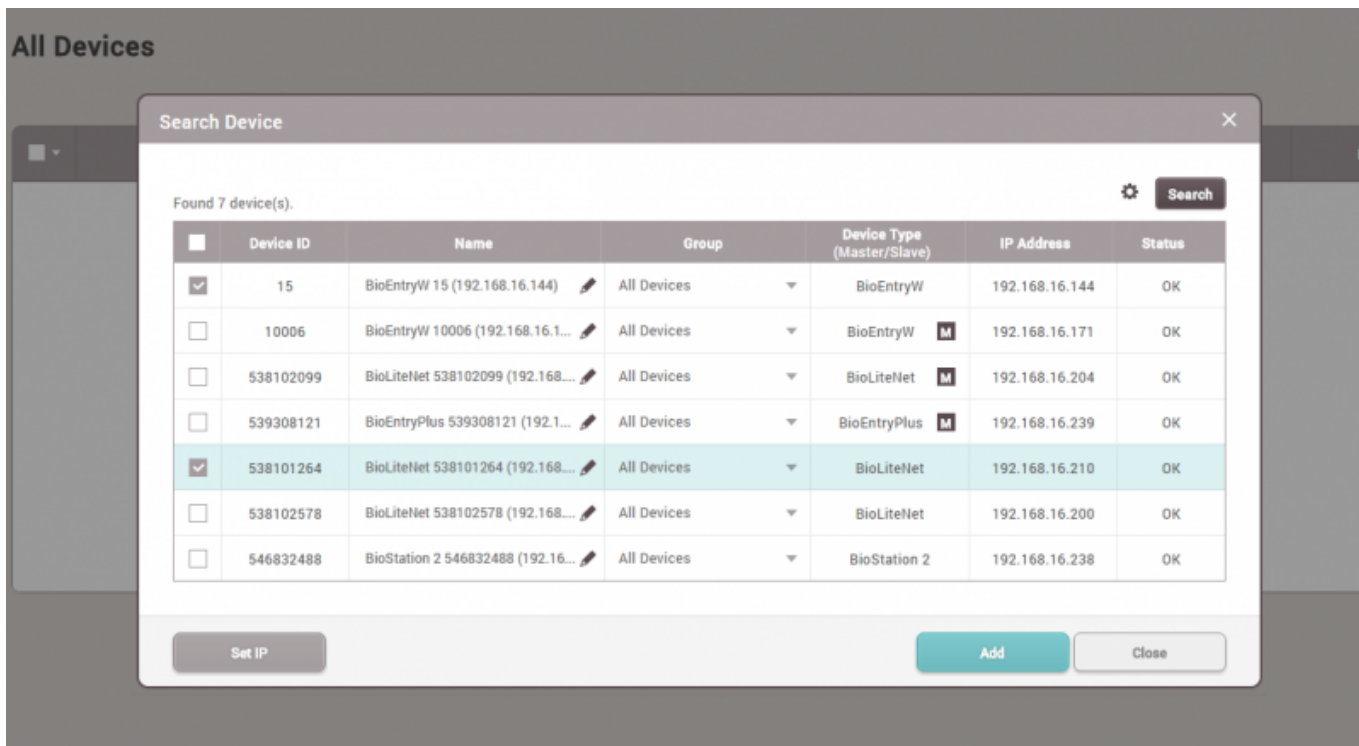 All Devices
Search Device
Found 7 device(s).
Search
Device ID Name Group Device Type (Master/Slave) IP Address Status
15 BioEntryW 15 (192.168.16.144) All Devices BioEntryW 192.168.16.144 OK
10006 BioEntryW 10006 (192.168.16.1... All Devices BioEntryW M 192.168.16.171 OK
538102099 BioLiteNet 538102099 (192.168.... All Devices BioLiteNet M 192.168.16.204 OK
539308121 BioEntryPlus 539308121 (192.1... All Devices BioEntryPlus M 192.168.16.239 OK
538101264 BioLiteNet 538101264 (192.168.... All Devices BioLiteNet 192.168.16.210 OK
538102578 BioLiteNet 538102578 (192.168.... All Devices BioLiteNet 192.168.16.200 OK
546832488 BioStation 2 546832488 (192.16... All Devices BioStation 2 192.168.16.238 OK
Set IP Add Close